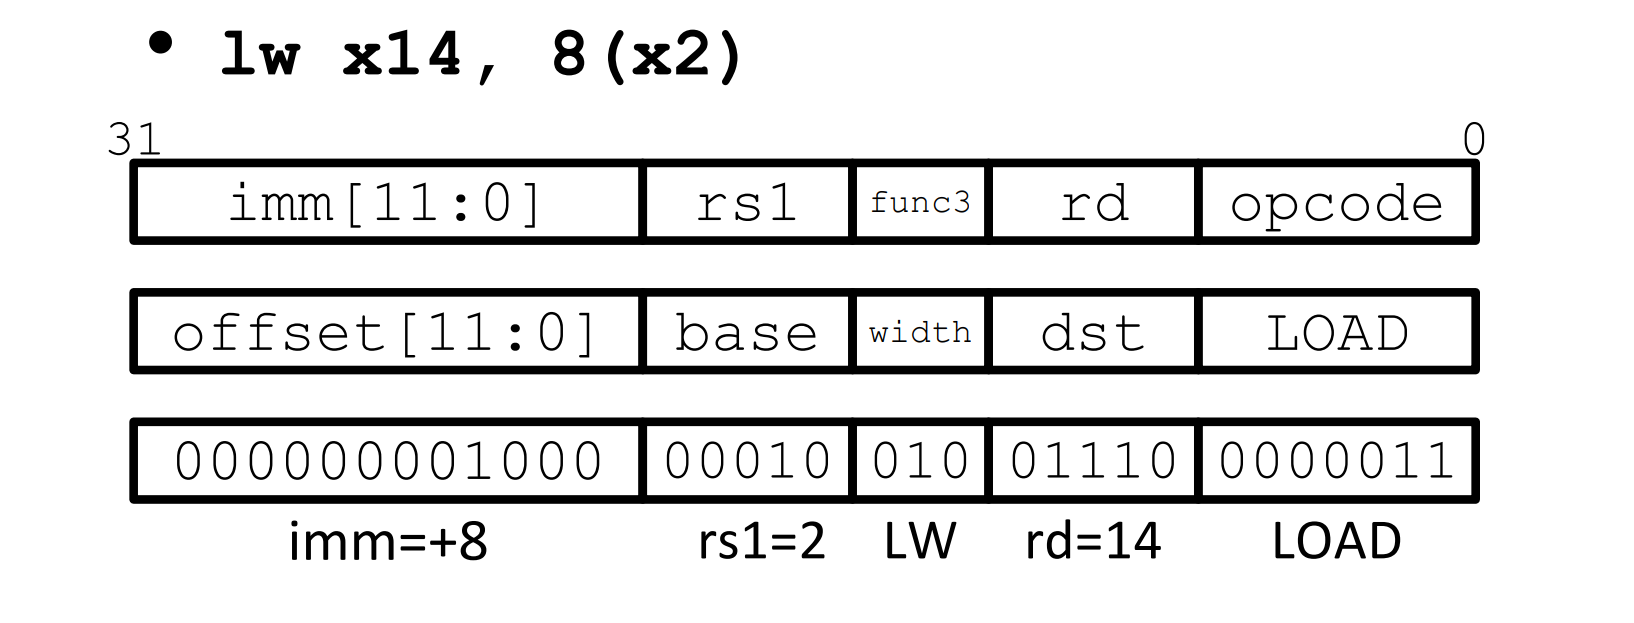 • lw x14, 8(x2)
31 0
imm[11:0] rs1 func3 rd opcode
offset[11:0] base width dst LOAD
000000001000 00010 010 01110 0000011
imm=+8 rs1=2 LW rd=14 LOAD